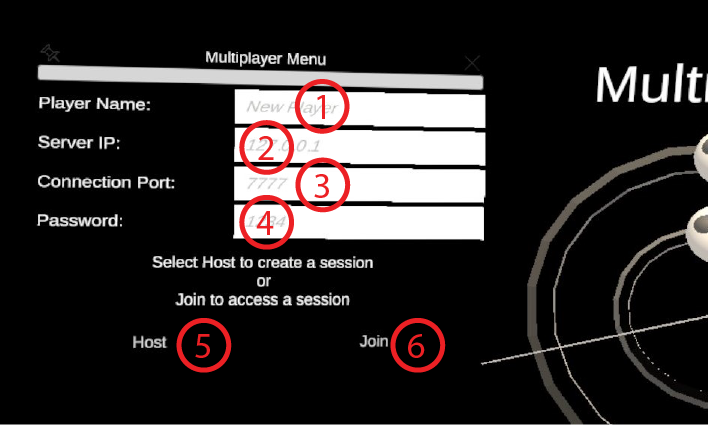 Multiplayer Menu
Player Name: New Player 1
Server IP: 127.0.0.1 2
Connection Port: 7777 3
Password: 1234 4
Select Host to create a session
or
Join to access a session
Host 5 Join 6